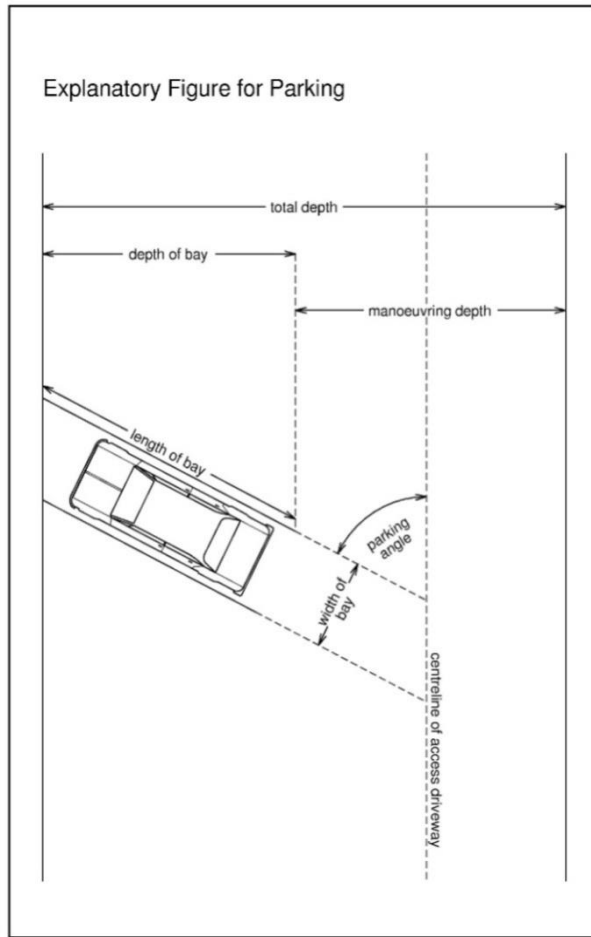 Explanatory Figure for Parking
total depth
depth of bay
manoeuvring depth
length of bay
parking
angle
width of
bay
centreline of access driveway